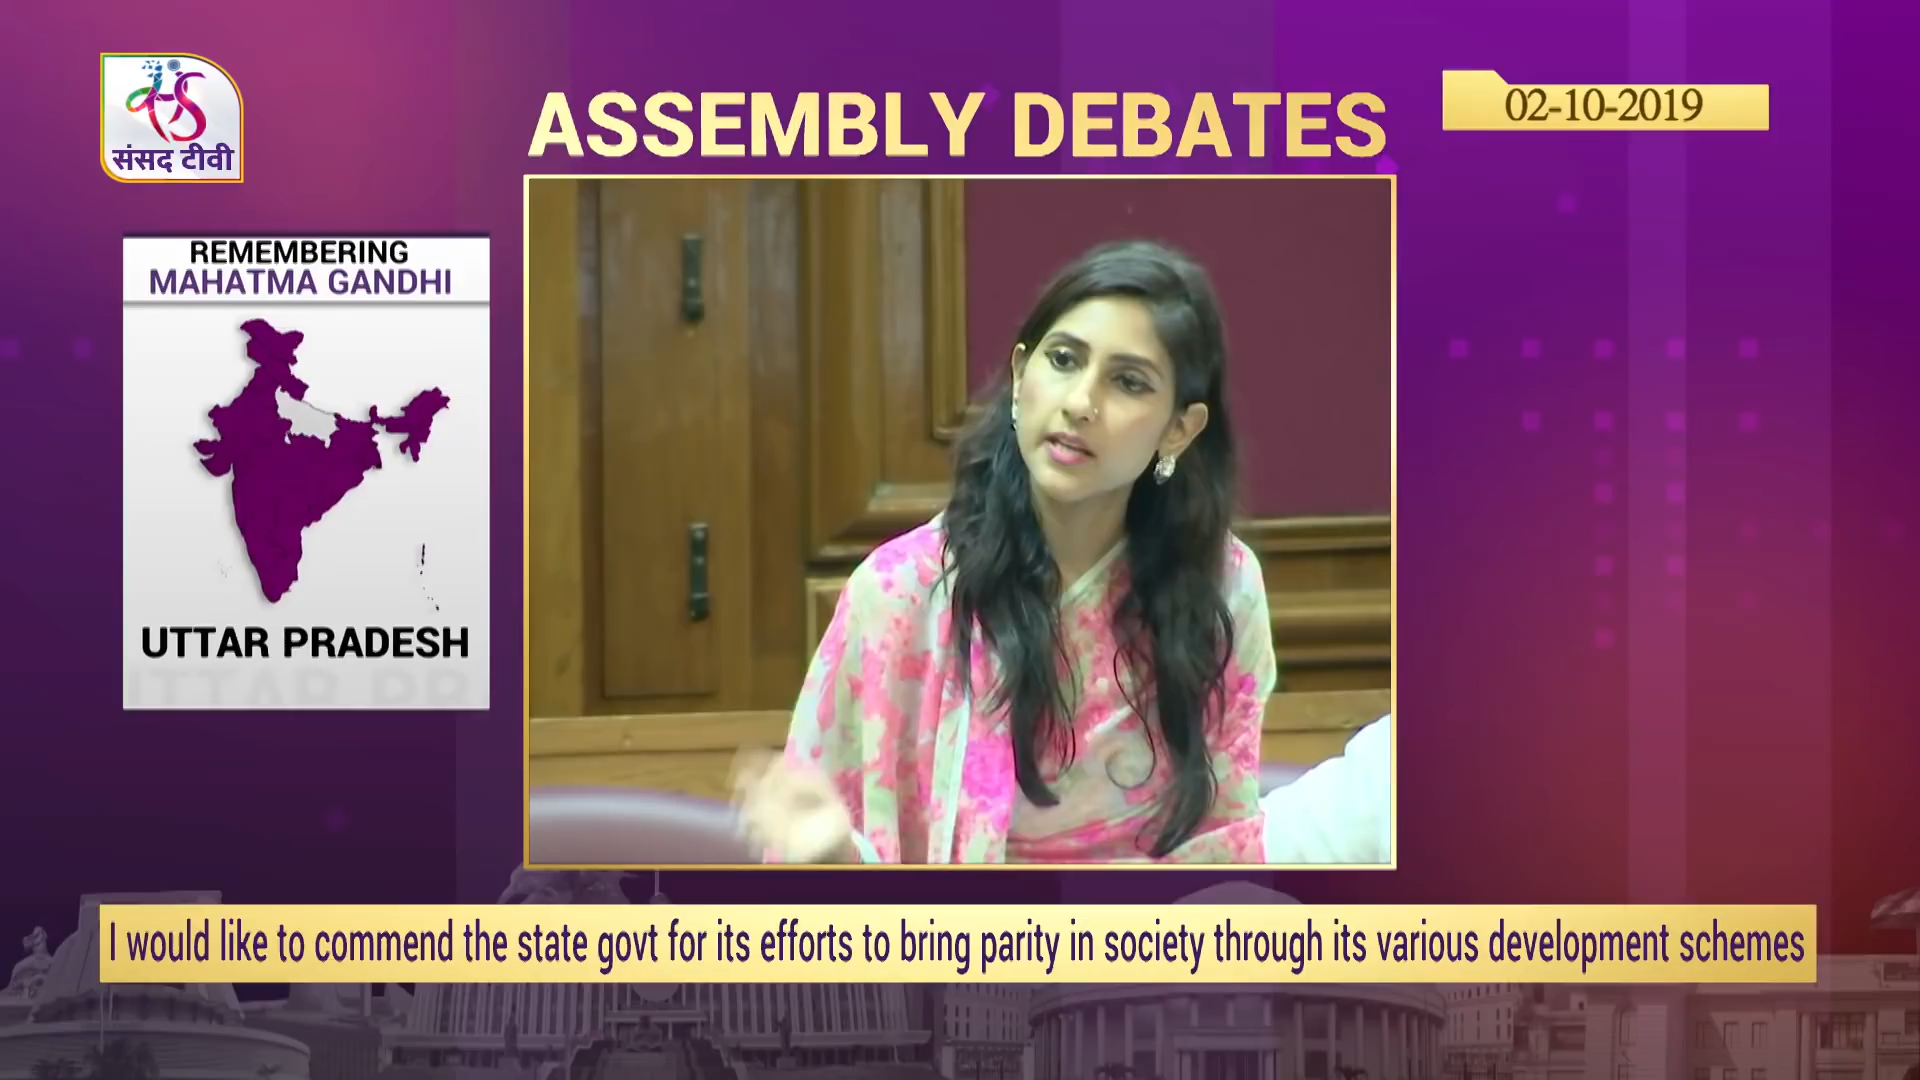 संसद टीवी
ASSEMBLY DEBATES
02-10-2019
REMEMBERING
MAHATMA GANDHI
UTTAR PRADESH
I would like to commend the state govt for its efforts to bring parity in society through its various development schemes